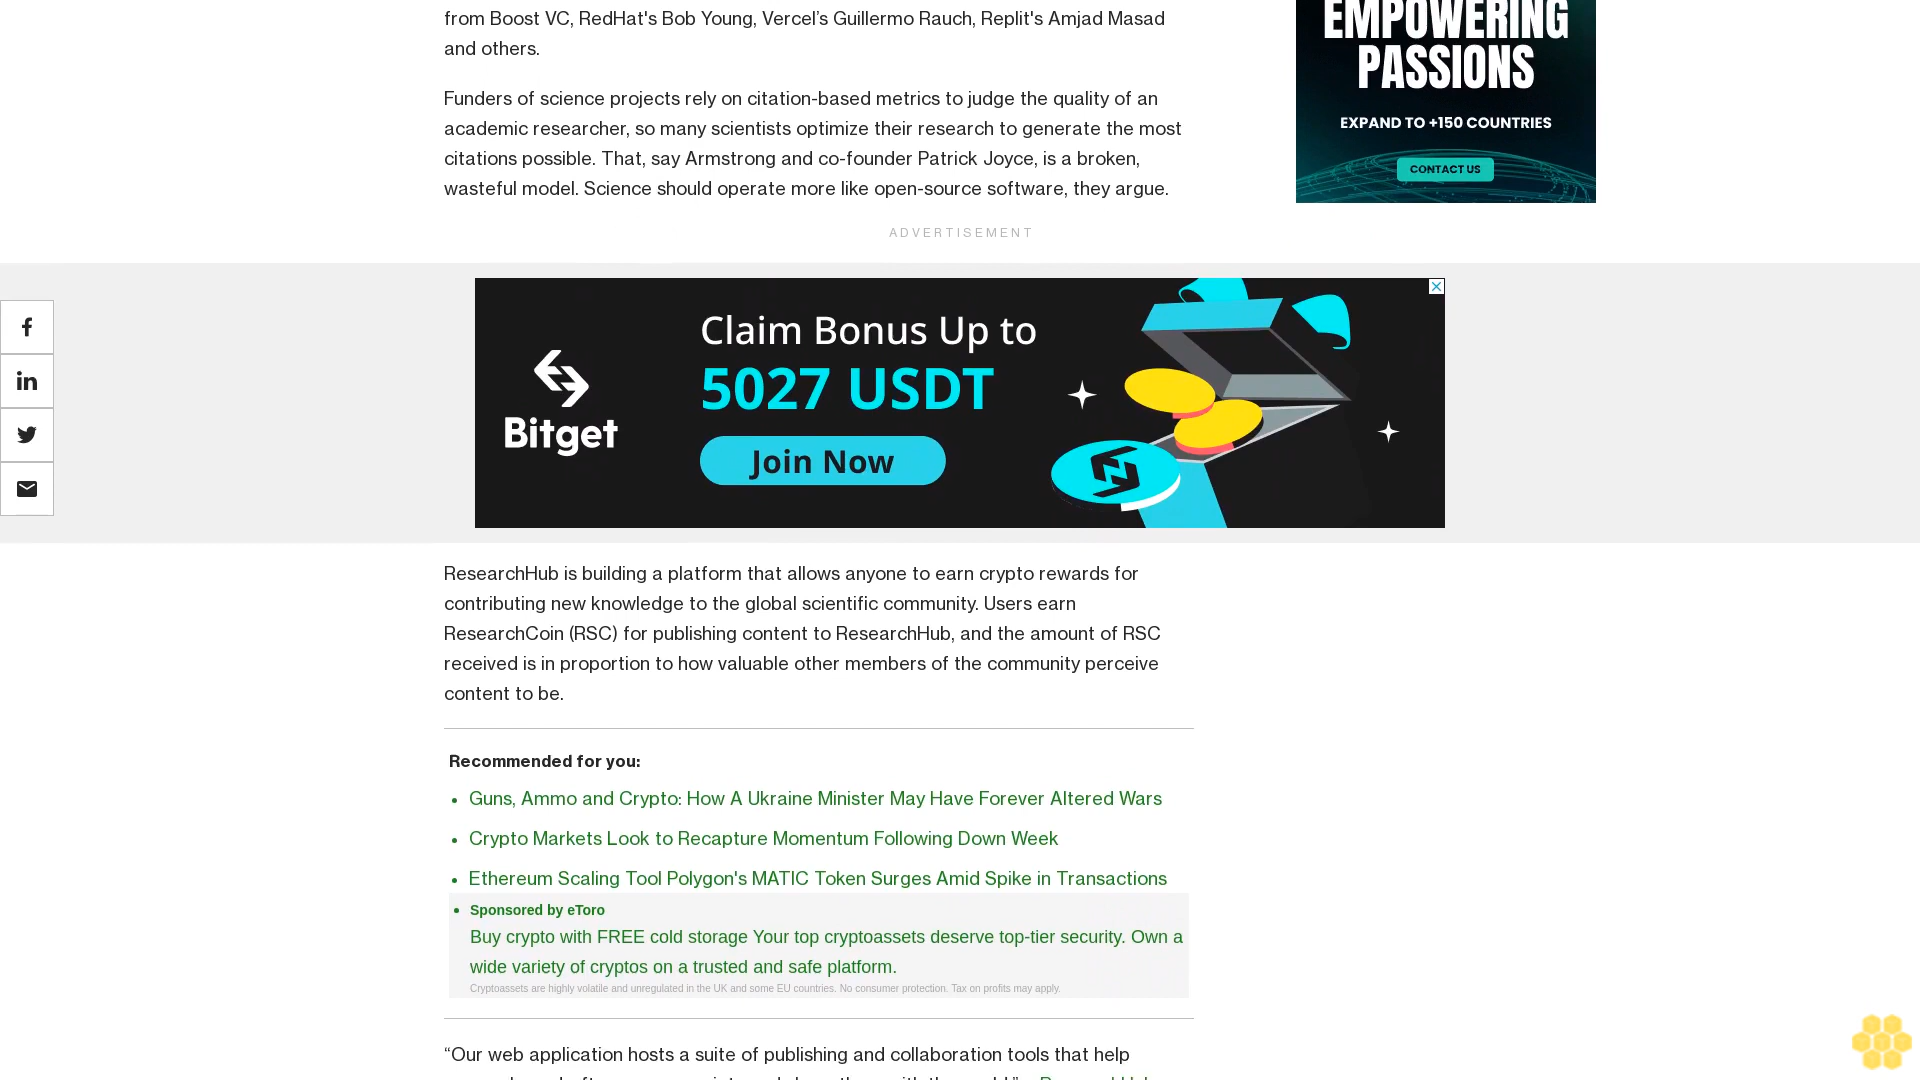 from Boost VC, RedHat's Bob Young, Vercel’s Guillermo Rauch, Replit's Amjad Masad
and others.
Funders of science projects rely on citation-based metrics to judge the quality of an
academic researcher, so many scientists optimize their research to generate the most
citations possible. That, say Armstrong and co-founder Patrick Joyce, is a broken,
wasteful model. Science should operate more like open-source software, they argue.
EMPOWERING
PASSIONS
EXPAND TO +150 COUNTRIES
CONTACT US
ADVERTISEMENT
Bitget
Claim Bonus Up to
5027 USDT
Join Now
ResearchHub is building a platform that allows anyone to earn crypto rewards for
contributing new knowledge to the global scientific community. Users earn
ResearchCoin (RSC) for publishing content to ResearchHub, and the amount of RSC
received is in proportion to how valuable other members of the community perceive
content to be.
Recommended for you:
Guns, Ammo and Crypto: How A Ukraine Minister May Have Forever Altered Wars
Crypto Markets Look to Recapture Momentum Following Down Week
Ethereum Scaling Tool Polygon's MATIC Token Surges Amid Spike in Transactions
Sponsored by eToro
Buy crypto with FREE cold storage Your top cryptoassets deserve top-tier security. Own a
wide variety of cryptos on a trusted and safe platform.
Cryptoassets are highly volatile and unregulated in the UK and some EU countries. No consumer protection. Tax on profits may apply.
“Our web application hosts a suite of publishing and collaboration tools that help